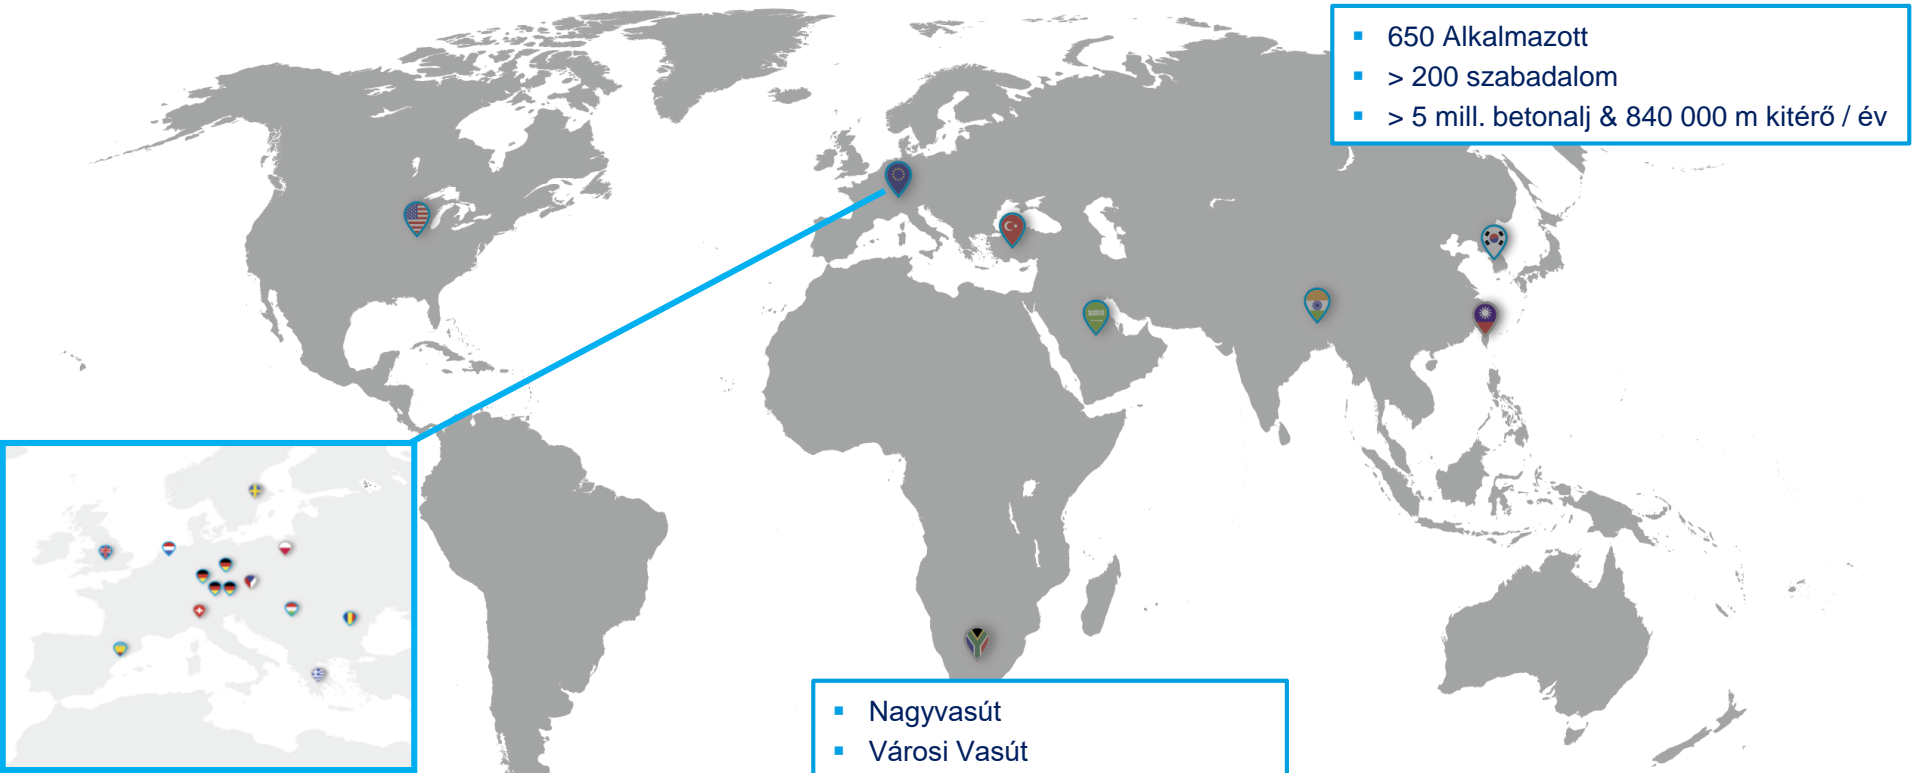 650 Alkalmazott
> 200 szabadalom
> 5 mill. betonalj & 840 000 m kitérő / év
Nagyvasút
Városi Vasút